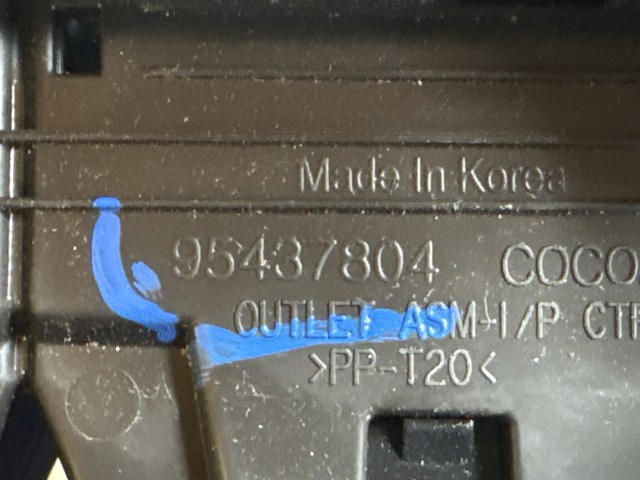 Made In Korea
95437804 COCO
OUTLET ASM-I/P CTR
>PP-T20<